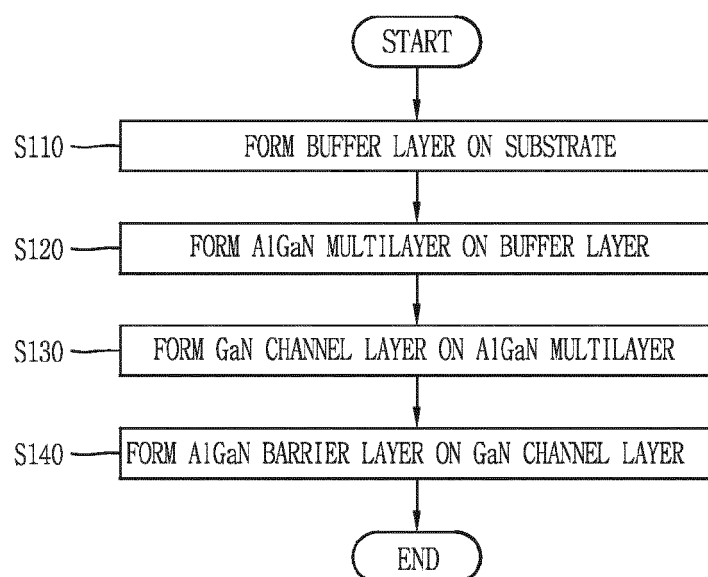 START
S110 FORM BUFFER LAYER ON SUBSTRATE
S120 FORM AlGaN MULTILAYER ON BUFFER LAYER
S130 FORM GaN CHANNEL LAYER ON AlGaN MULTILAYER
S140 FORM AlGaN BARRIER LAYER ON GaN CHANNEL LAYER
END